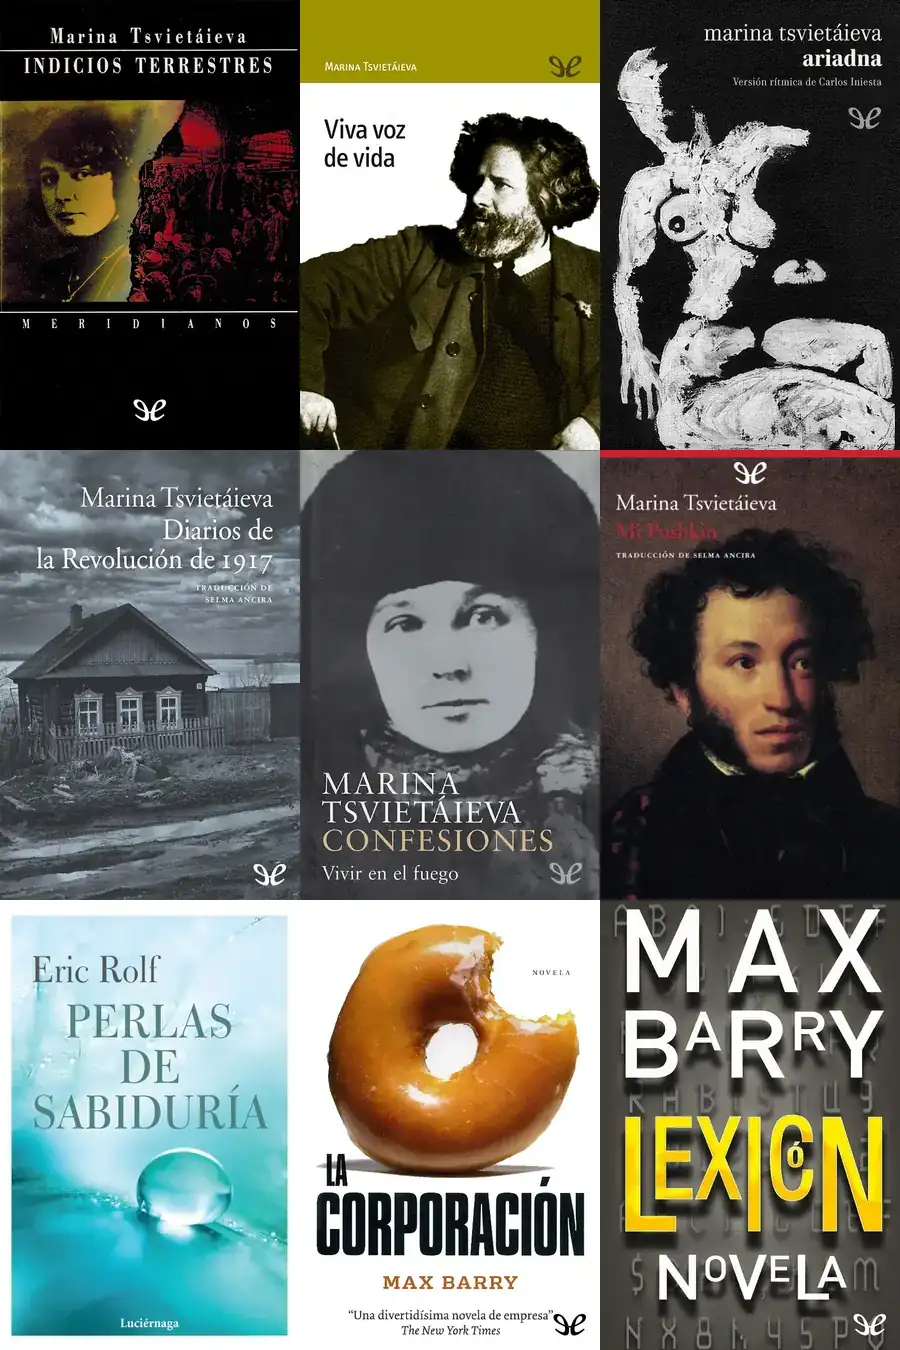 Marina Tsvietáieva
INDICIOS TERRESTRES
MERIDIANOS
MARINA TSVIETÁIEVA
Viva voz
de vida
marina tsvietáieva
ariadna
Versión rítmica de Carlos Iniesta
Marina Tsvietáieva
Diarios de
la Revolución de 1917
TRADUCCIÓN DE
SELMA ANCIRA
MARINA
TSVIETÁIEVA
CONFESIONES
Vivir en el fuego
Marina Tsvietáieva
Mi Pushkin
TRADUCCIÓN DE SELMA ANCIRA
Eric Rolf
PERLAS
DE
SABIDURÍA
Luciérnaga
NOVELA
LA
CORPORACIÓN
MAX BARRY
“Una divertidísima novela de empresa”
The New York Times
MAX
BARRY
LEXICÓN
NOVELA